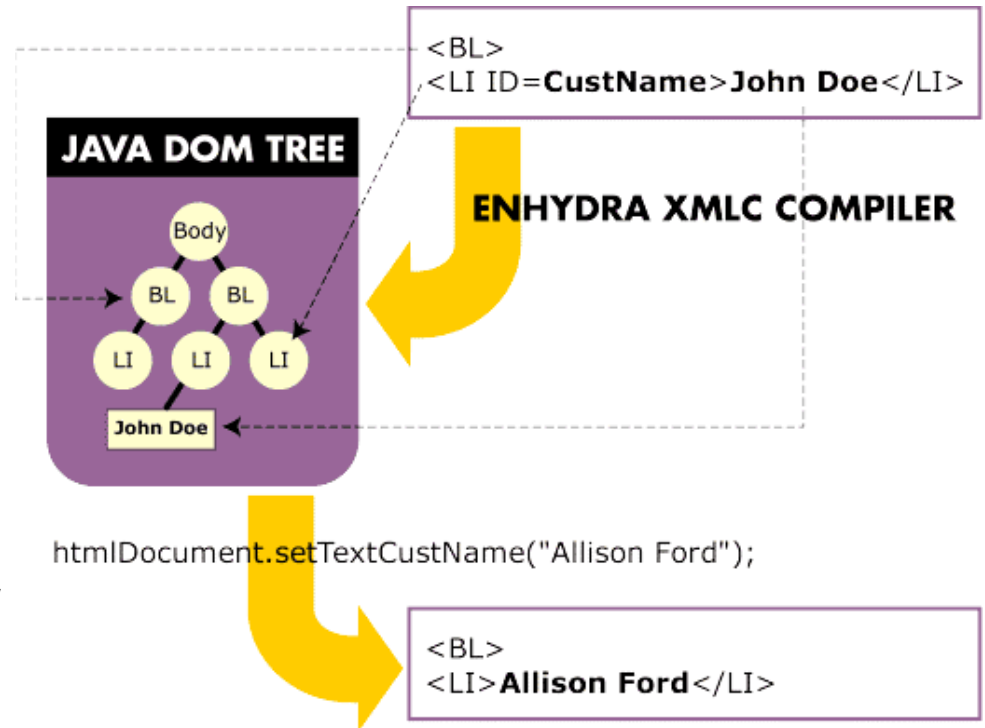 <BL>
<LI ID=CustName>John Doe</LI>
JAVA DOM TREE
ENHYDRA XMLC COMPILER
Body
BL BL
LI LI LI
John Doe
htmlDocument.setTextCustName("Allison Ford");
<BL>
<LI>Allison Ford</LI>